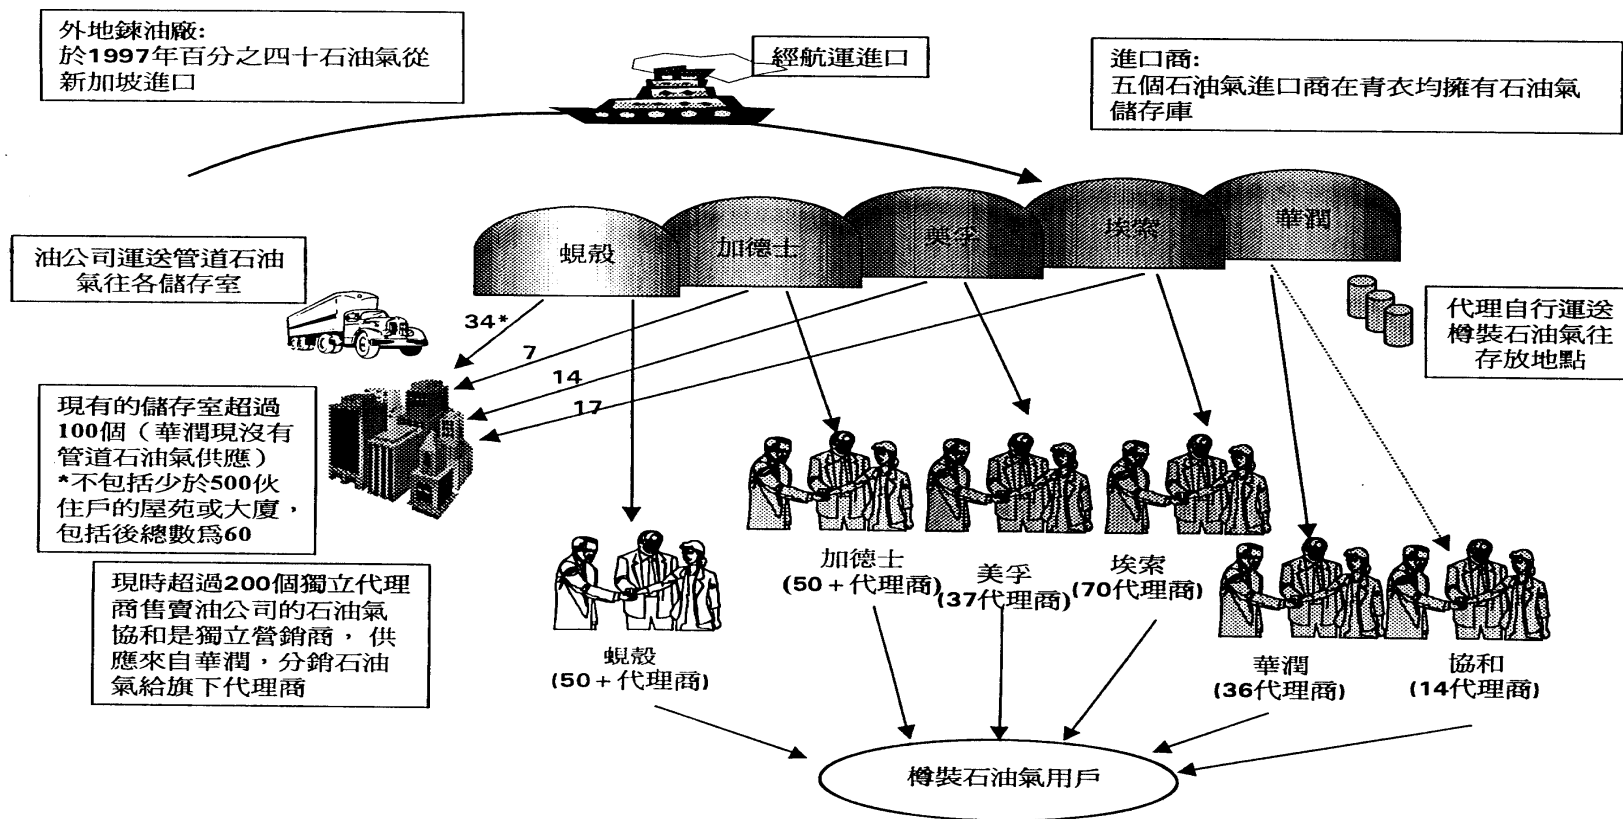 外地鍊油廠:
於1997年百分之四十石油氣從
新加坡進口
經航運進口
進口商:
五個石油氣進口商在青衣均擁有石油氣
儲存庫
蜆殼
加德士
美孚
埃索
華潤
油公司運送管道石油
氣往各儲存室
代理自行運送
樽裝石油氣往
存放地點
34*
7
14
17
現有的儲存室超過
100個（華潤現沒有
管道石油氣供應）
*不包括少於500伙
住戶的屋苑或大廈，
包括後總數爲60
現時超過200個獨立代理
商售賣油公司的石油氣
協和是獨立營銷商，供
應來自華潤，分銷石油
氣給旗下代理商
蜆殼
(50+代理商)
加德士
(50+代理商)
美孚
(37代理商)
埃索
(70代理商)
華潤
(36代理商)
協和
(14代理商)
樽裝石油氣用戶